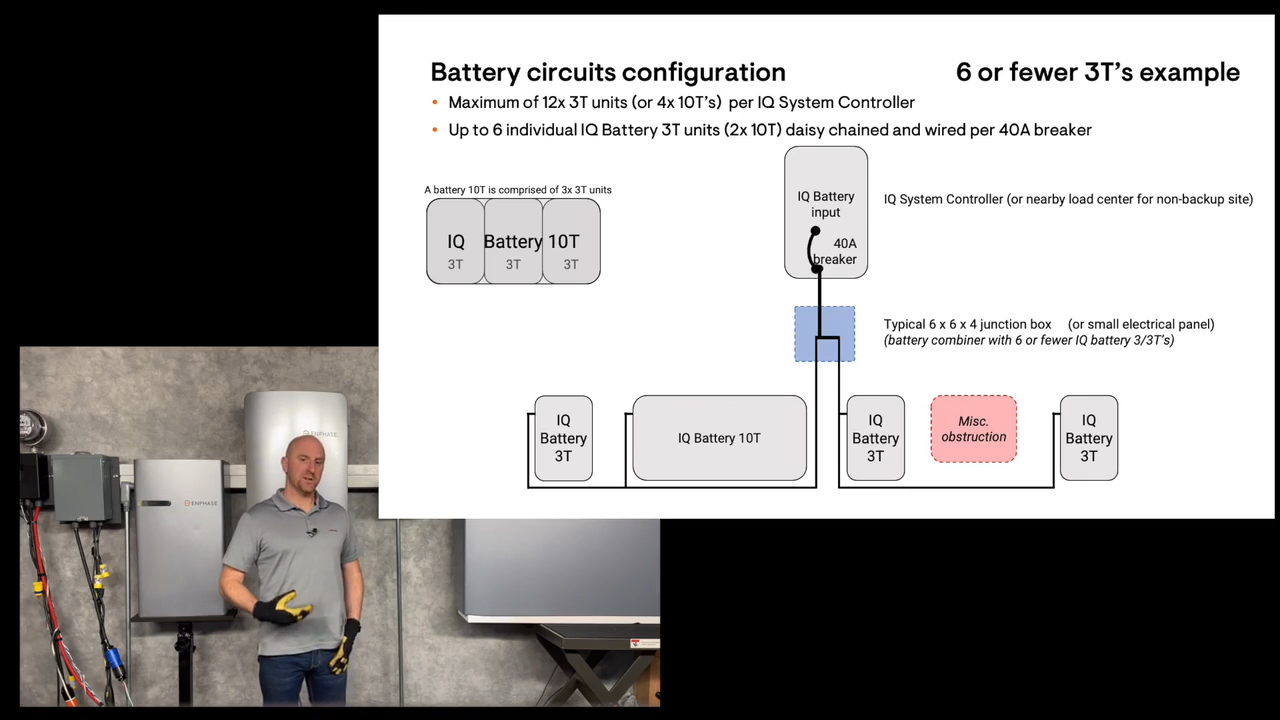 Battery circuits configuration
6 or fewer 3T's example
• Maximum of 12x 3T units (or 4x 10T's) per IQ System Controller
• Up to 6 individual IQ Battery 3T units (2x 10T) daisy chained and wired per 40A breaker
A battery 10T is comprised of 3x 3T units
IQ Battery 10T
3T 3T 3T
IQ Battery
input
40A
breaker
IQ System Controller (or nearby load center for non-backup site)
Typical 6 x 6 x 4 junction box (or small electrical panel)
(battery combiner with 6 or fewer IQ battery 3/3T's)
IQ
Battery
3T
IQ Battery 10T
IQ
Battery
3T
Misc.
obstruction
IQ
Battery
3T
ENPHASE
ENPHASE